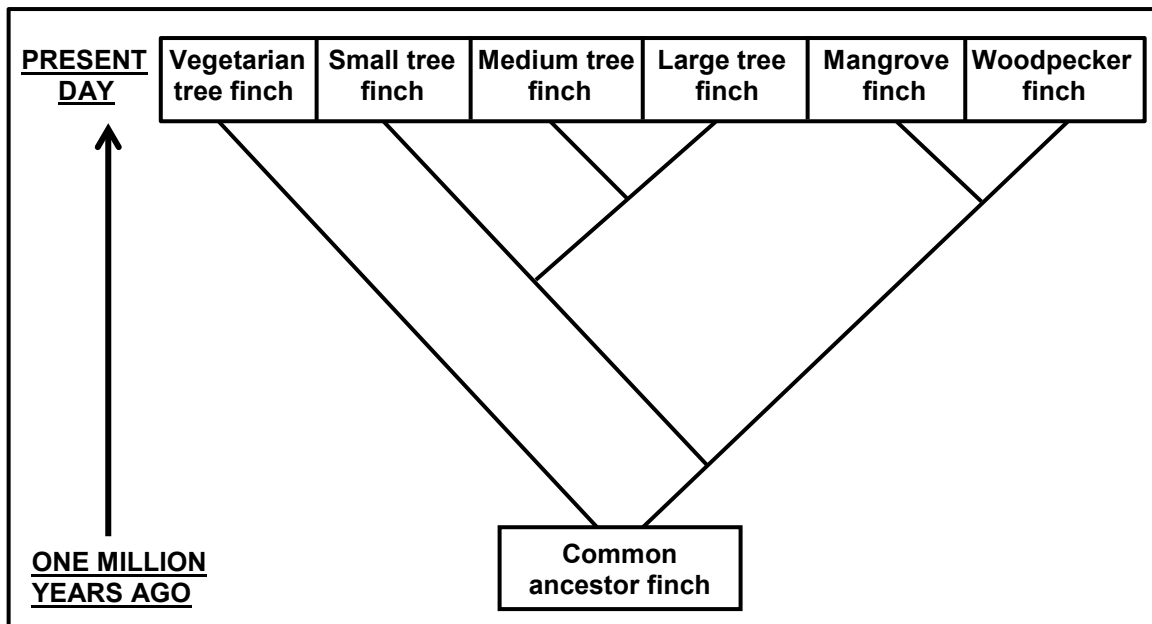 PRESENT
DAY
Vegetarian
tree finch
Small tree
finch
Medium tree
finch
Large tree
finch
Mangrove
finch
Woodpecker
finch
Common
ancestor finch
ONE MILLION
YEARS AGO